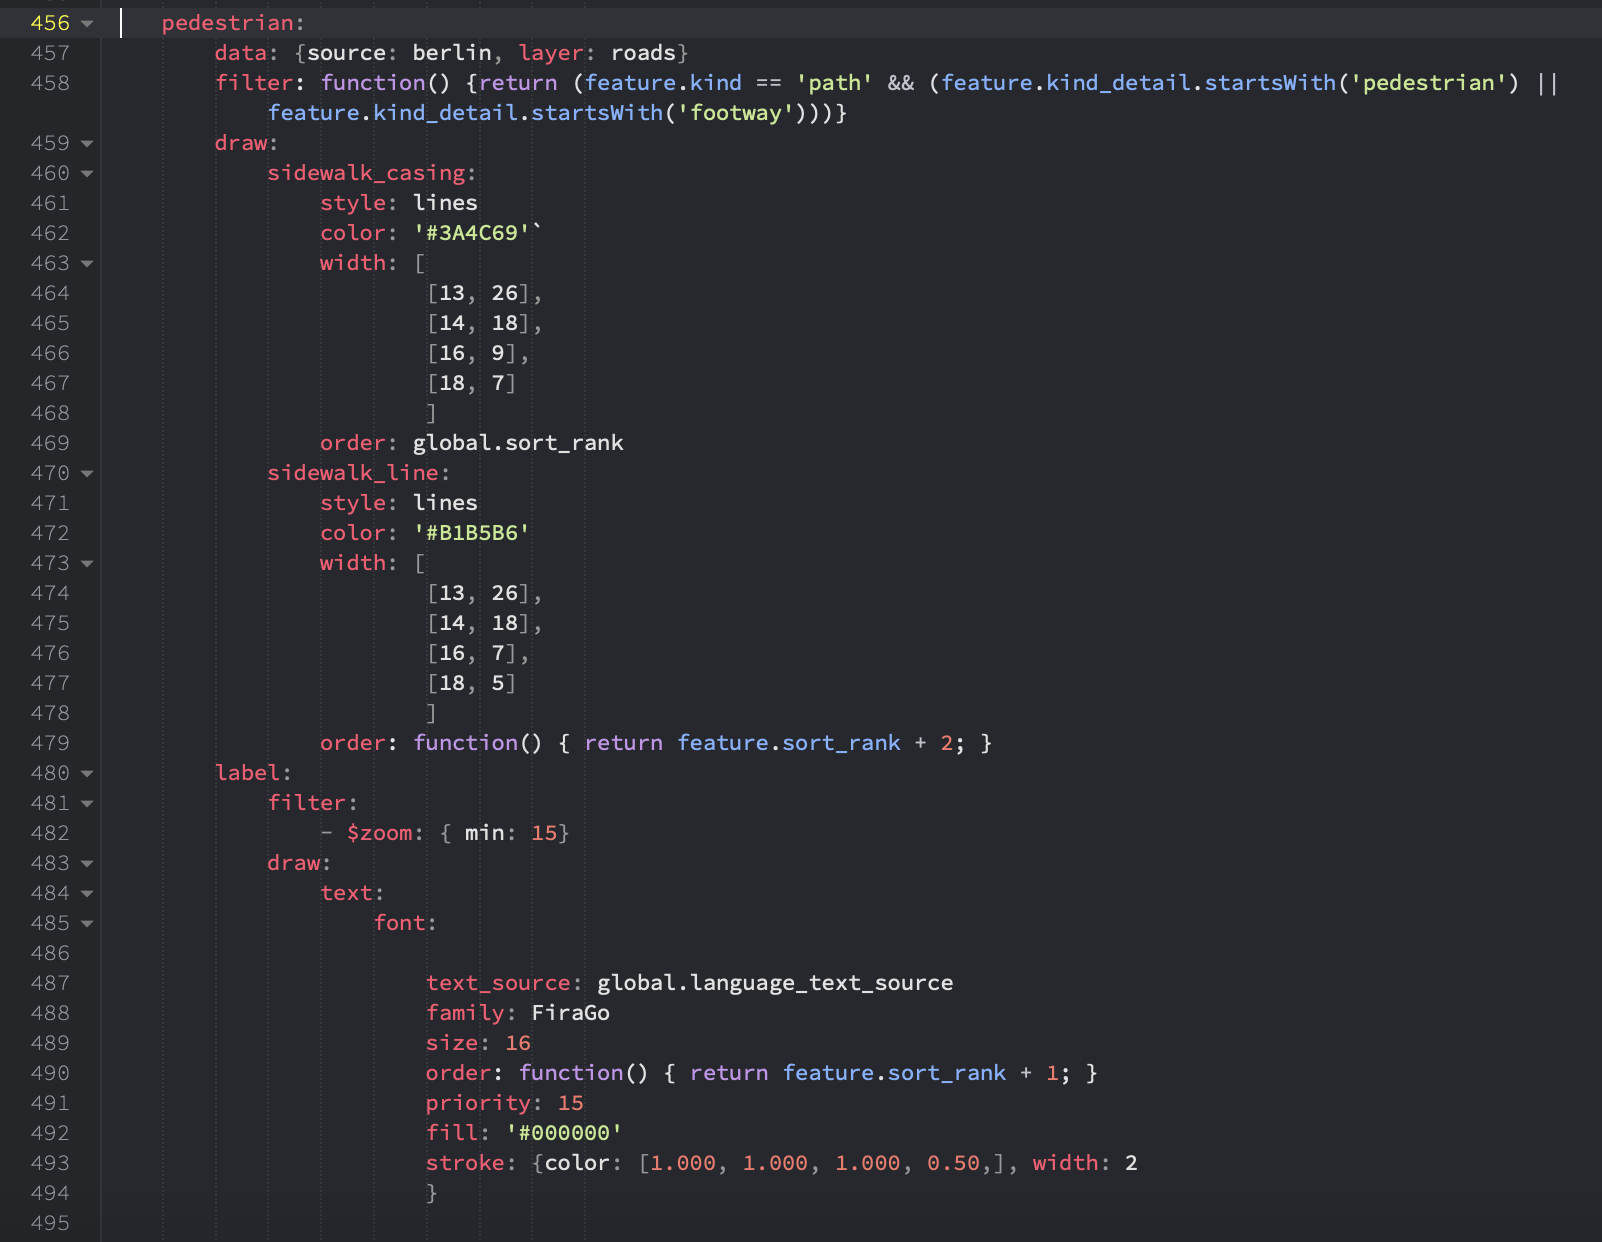 456 pedestrian:
457 data: {source: berlin, layer: roads}
458 filter: function() {return (feature.kind == 'path' && (feature.kind_detail.startsWith('pedestrian') ||
feature.kind_detail.startsWith('footway')))}
459 draw:
460 sidewalk_casing:
461 style: lines
462 color: '#3A4C69'`
463 width: [
464 [13, 26],
465 [14, 18],
466 [16, 9],
467 [18, 7]
468 ]
469 order: global.sort_rank
470 sidewalk_line:
471 style: lines
472 color: '#B1B5B6'
473 width: [
474 [13, 26],
475 [14, 18],
476 [16, 7],
477 [18, 5]
478 ]
479 order: function() { return feature.sort_rank + 2; }
480 label:
481 filter:
482 - $zoom: { min: 15}
483 draw:
484 text:
485 font:
486
487 text_source: global.language_text_source
488 family: FiraGo
489 size: 16
490 order: function() { return feature.sort_rank + 1; }
491 priority: 15
492 fill: '#000000'
493 stroke: {color: [1.000, 1.000, 1.000, 0.50,], width: 2
494 }
495